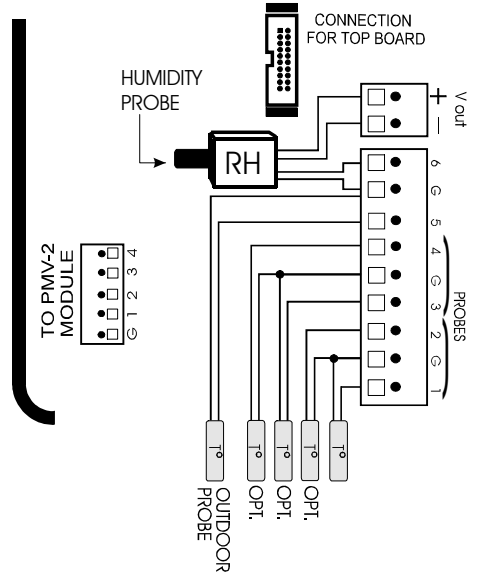 CONNECTION
FOR TOP BOARD
HUMIDITY
PROBE
+
V out
–
RH
6
G
5
4
G
3
2
G
1
PROBES
TO PMV-2
MODULE
4
3
2
1
G
T°
T°
T°
T°
T°
OUTDOOR
PROBE
OPT.
OPT.
OPT.